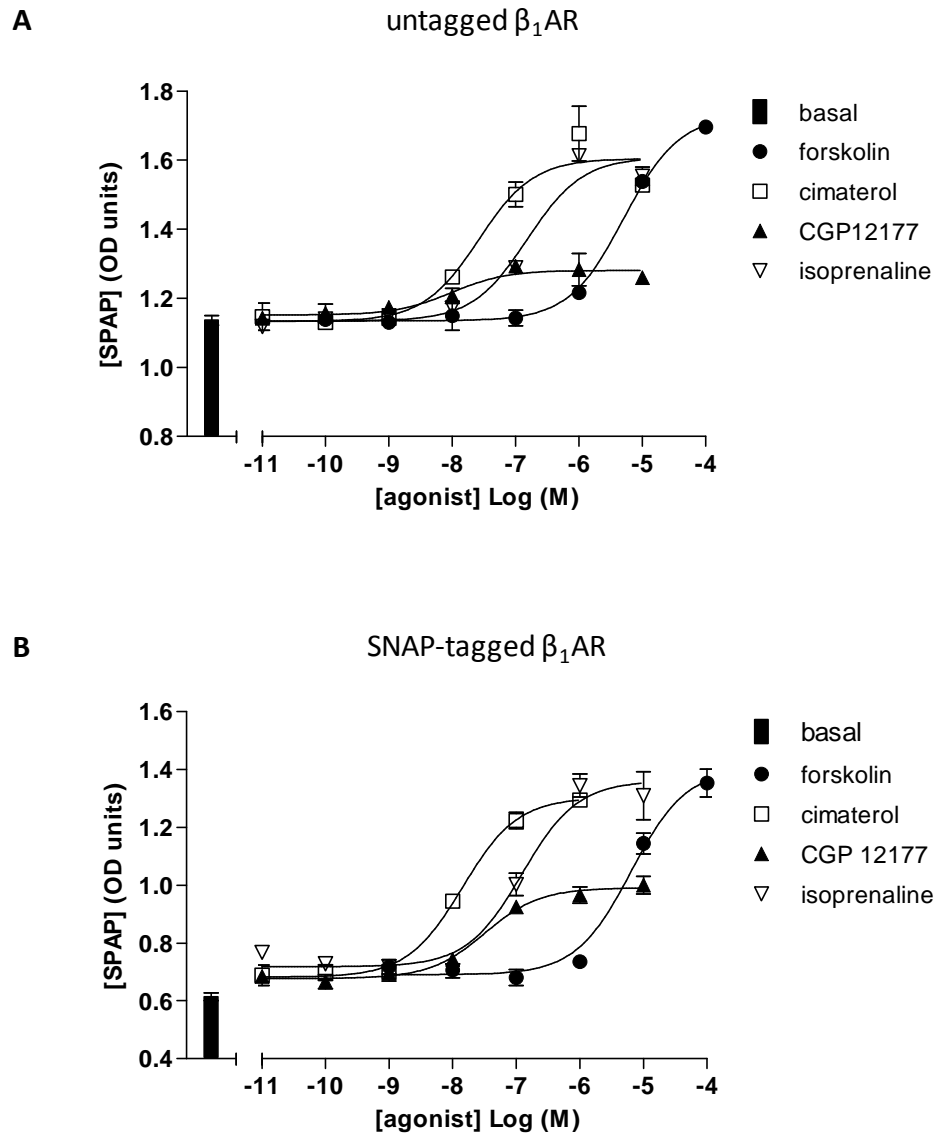 A
untagged β₁AR
[SPAP] (OD units)
1.8
1.6
1.4
1.2
1.0
0.8
-11 -10 -9 -8 -7 -6 -5 -4
[agonist] Log (M)
basal
forskolin
cimaterol
CGP12177
isoprenaline
B
SNAP-tagged β₁AR
[SPAP] (OD units)
1.6
1.4
1.2
1.0
0.8
0.6
0.4
-11 -10 -9 -8 -7 -6 -5 -4
[agonist] Log (M)
basal
forskolin
cimaterol
CGP 12177
isoprenaline